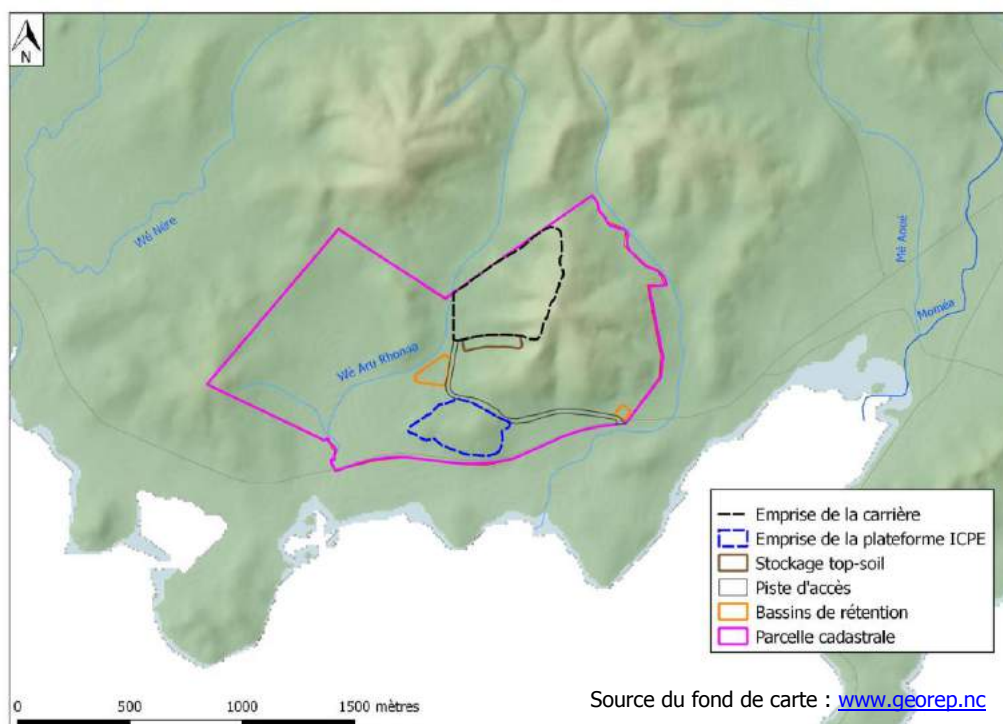 N
Wé Nére
Mé Aoué
Moméa
Wé Aru Rhonaa
Emprise de la carrière
Emprise de la plateforme ICPE
Stockage top-soil
Piste d'accès
Bassins de rétention
Parcelle cadastrale
0 500 1000 1500 mètres
Source du fond de carte : www.georep.nc